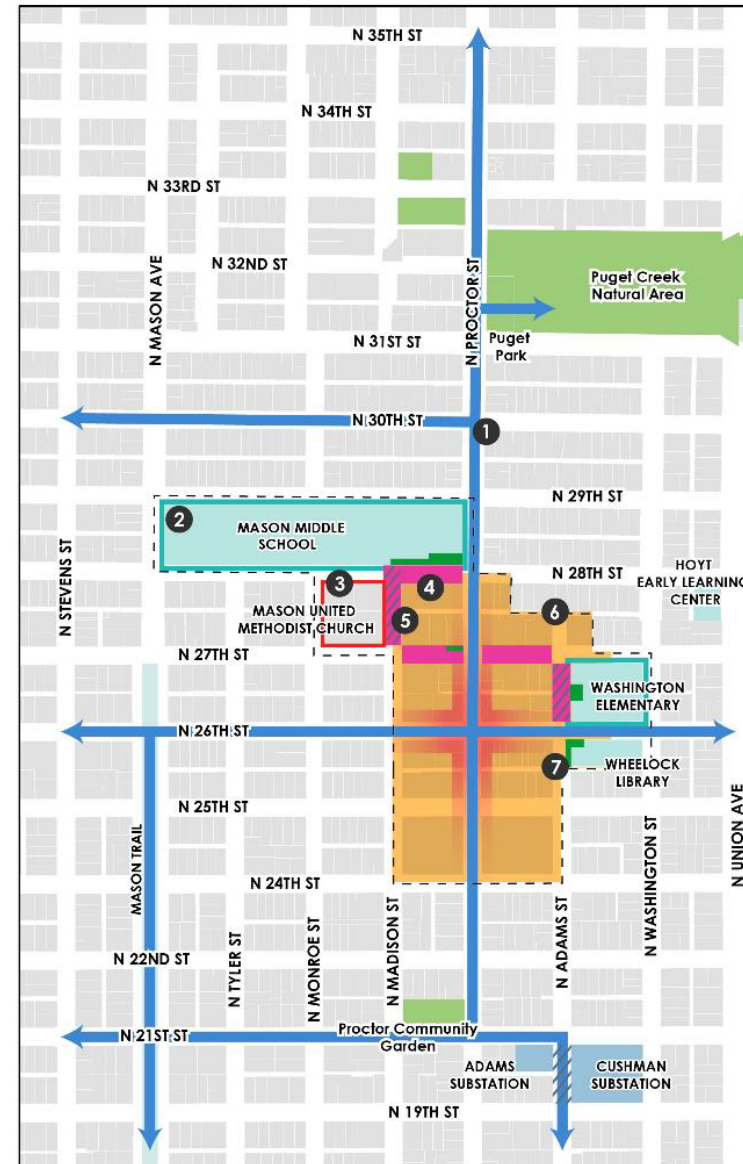 N 35TH ST
N 34TH ST
N 33RD ST
N 32ND ST
N MASON AVE
N PROCTOR ST
Puget Creek
Natural Area
Puget
Park
N 31ST ST
N 30TH ST
1
N 29TH ST
2
MASON MIDDLE
SCHOOL
N STEVENS ST
N 28TH ST
HOYT
EARLY LEARNING
CENTER
3
4
MASON UNITED
METHODIST CHURCH
5
6
N 27TH ST
WASHINGTON
ELEMENTARY
N 26TH ST
7
WHEELOCK
LIBRARY
N 25TH ST
N UNION AVE
MASON TRAIL
N 24TH ST
N TYLER ST
N MONROE ST
N MADISON ST
N ADAMS ST
N WASHINGTON ST
N 22ND ST
N 21ST ST
Proctor Community
Garden
ADAMS
SUBSTATION
CUSHMAN
SUBSTATION
N 19TH ST